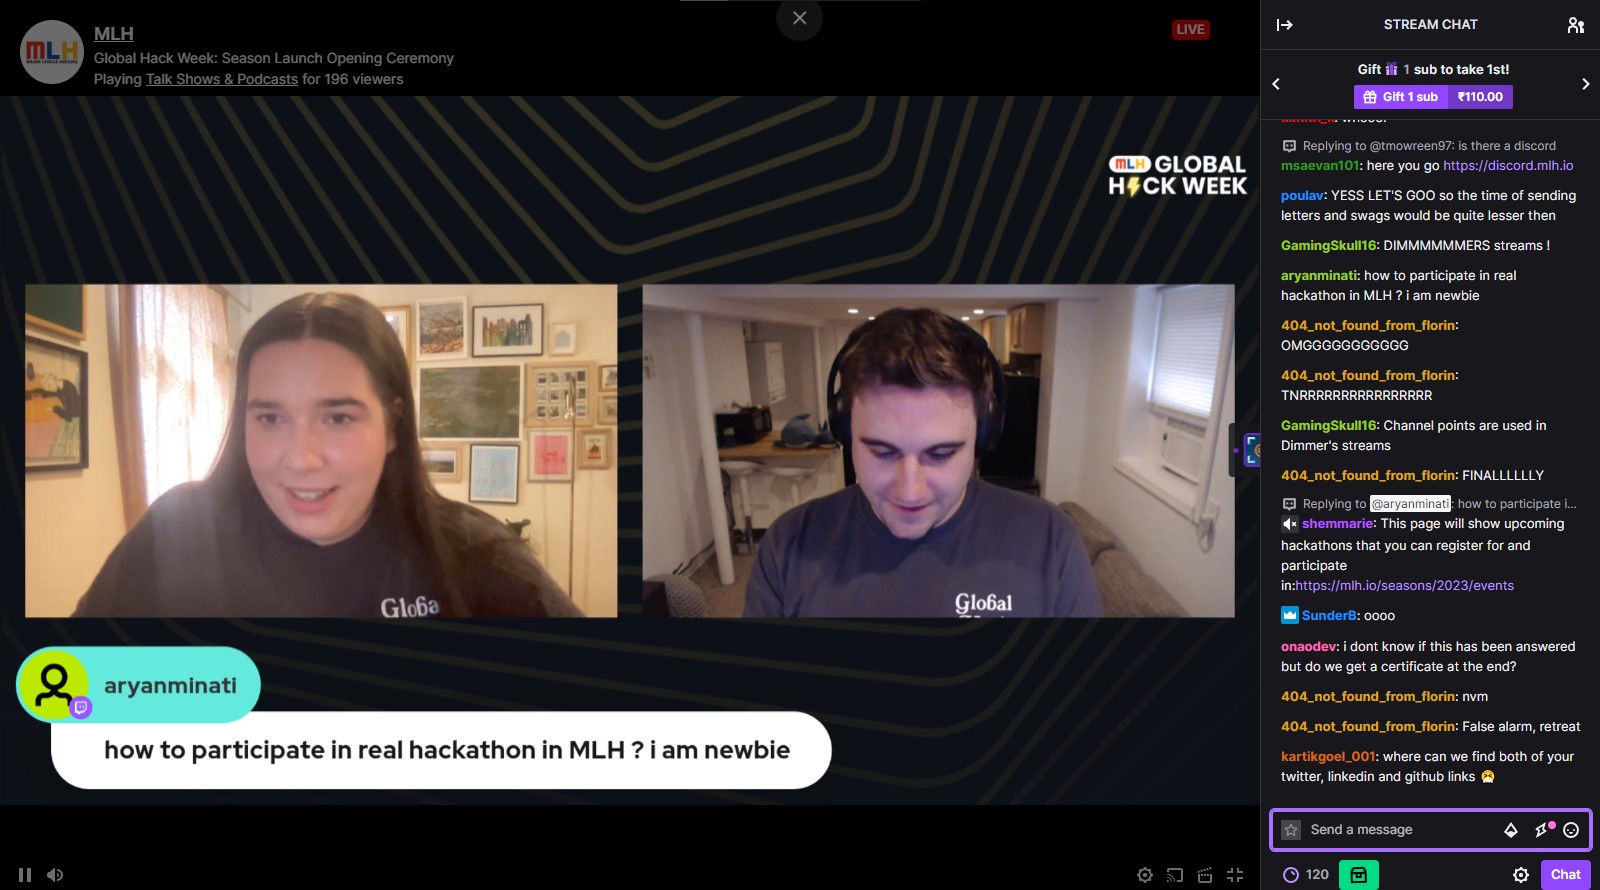 MLH
Global Hack Week: Season Launch Opening Ceremony
Playing Talk Shows & Podcasts for 196 viewers
LIVE
MLH
MAJOR LEAGUE HACKING
MLH GLOBAL
HACK WEEK
Global
Global
aryanminati
how to participate in real hackathon in MLH ? i am newbie
STREAM CHAT
Gift 1 sub to take 1st!
Gift 1 sub ₹110.00
Replying to @tmowreen97: is there a discord
msaevan101: here you go https://discord.mlh.io
poulav: YESS LET'S GOO so the time of sending
letters and swags would be quite lesser then
GamingSkull16: DIMMMMMMERS streams !
aryanminati: how to participate in real
hackathon in MLH ? i am newbie
404_not_found_from_florin:
OMGGGGGGGGGGG
404_not_found_from_florin:
TNRRRRRRRRRRRRRRRR
GamingSkull16: Channel points are used in
Dimmer's streams
404_not_found_from_florin: FINALLLLLLY
Replying to @aryanminati: how to participate i...
shemmarie: This page will show upcoming
hackathons that you can register for and
participate
in:https://mlh.io/seasons/2023/events
SunderB: oooo
onaodev: i dont know if this has been answered
but do we get a certificate at the end?
404_not_found_from_florin: nvm
404_not_found_from_florin: False alarm, retreat
kartikgoel_001: where can we find both of your
twitter, linkedin and github links
Send a message
120
Chat